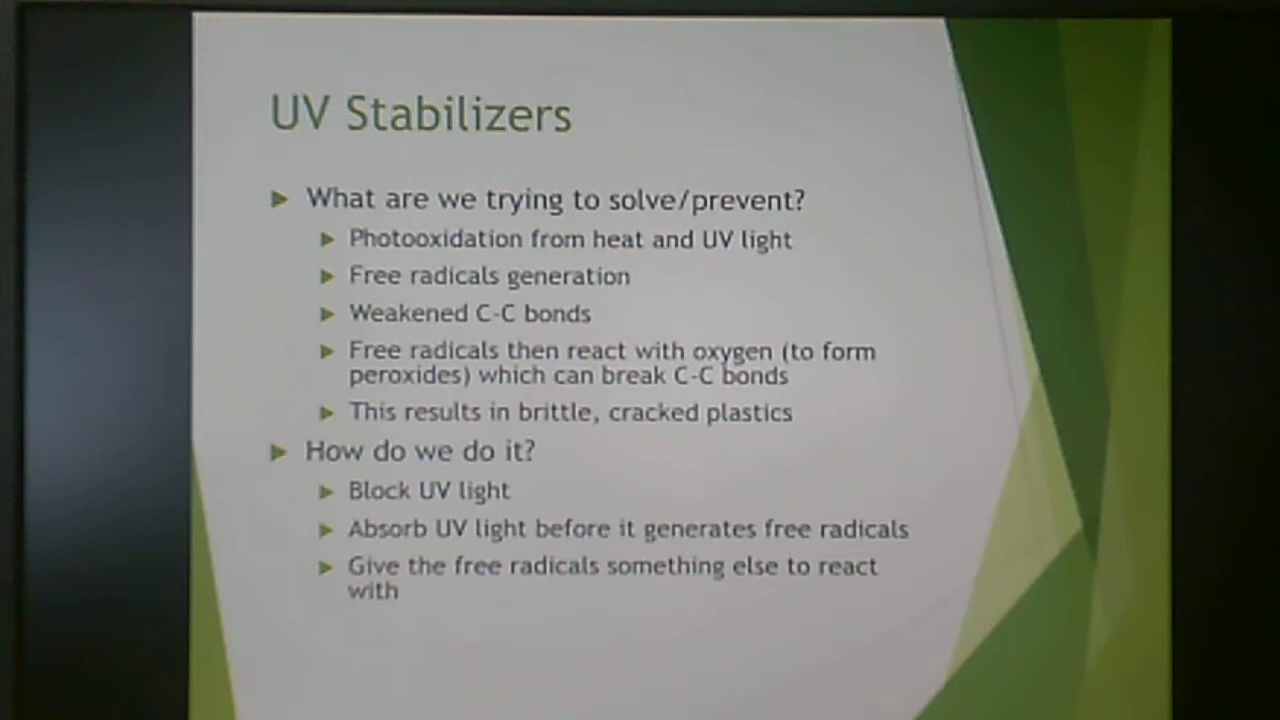 UV Stabilizers
What are we trying to solve/prevent?
Photooxidation from heat and UV light
Free radicals generation
Weakened C-C bonds
Free radicals then react with oxygen (to form
peroxides) which can break C-C bonds
This results in brittle, cracked plastics
How do we do it?
Block UV light
Absorb UV light before it generates free radicals
Give the free radicals something else to react
with